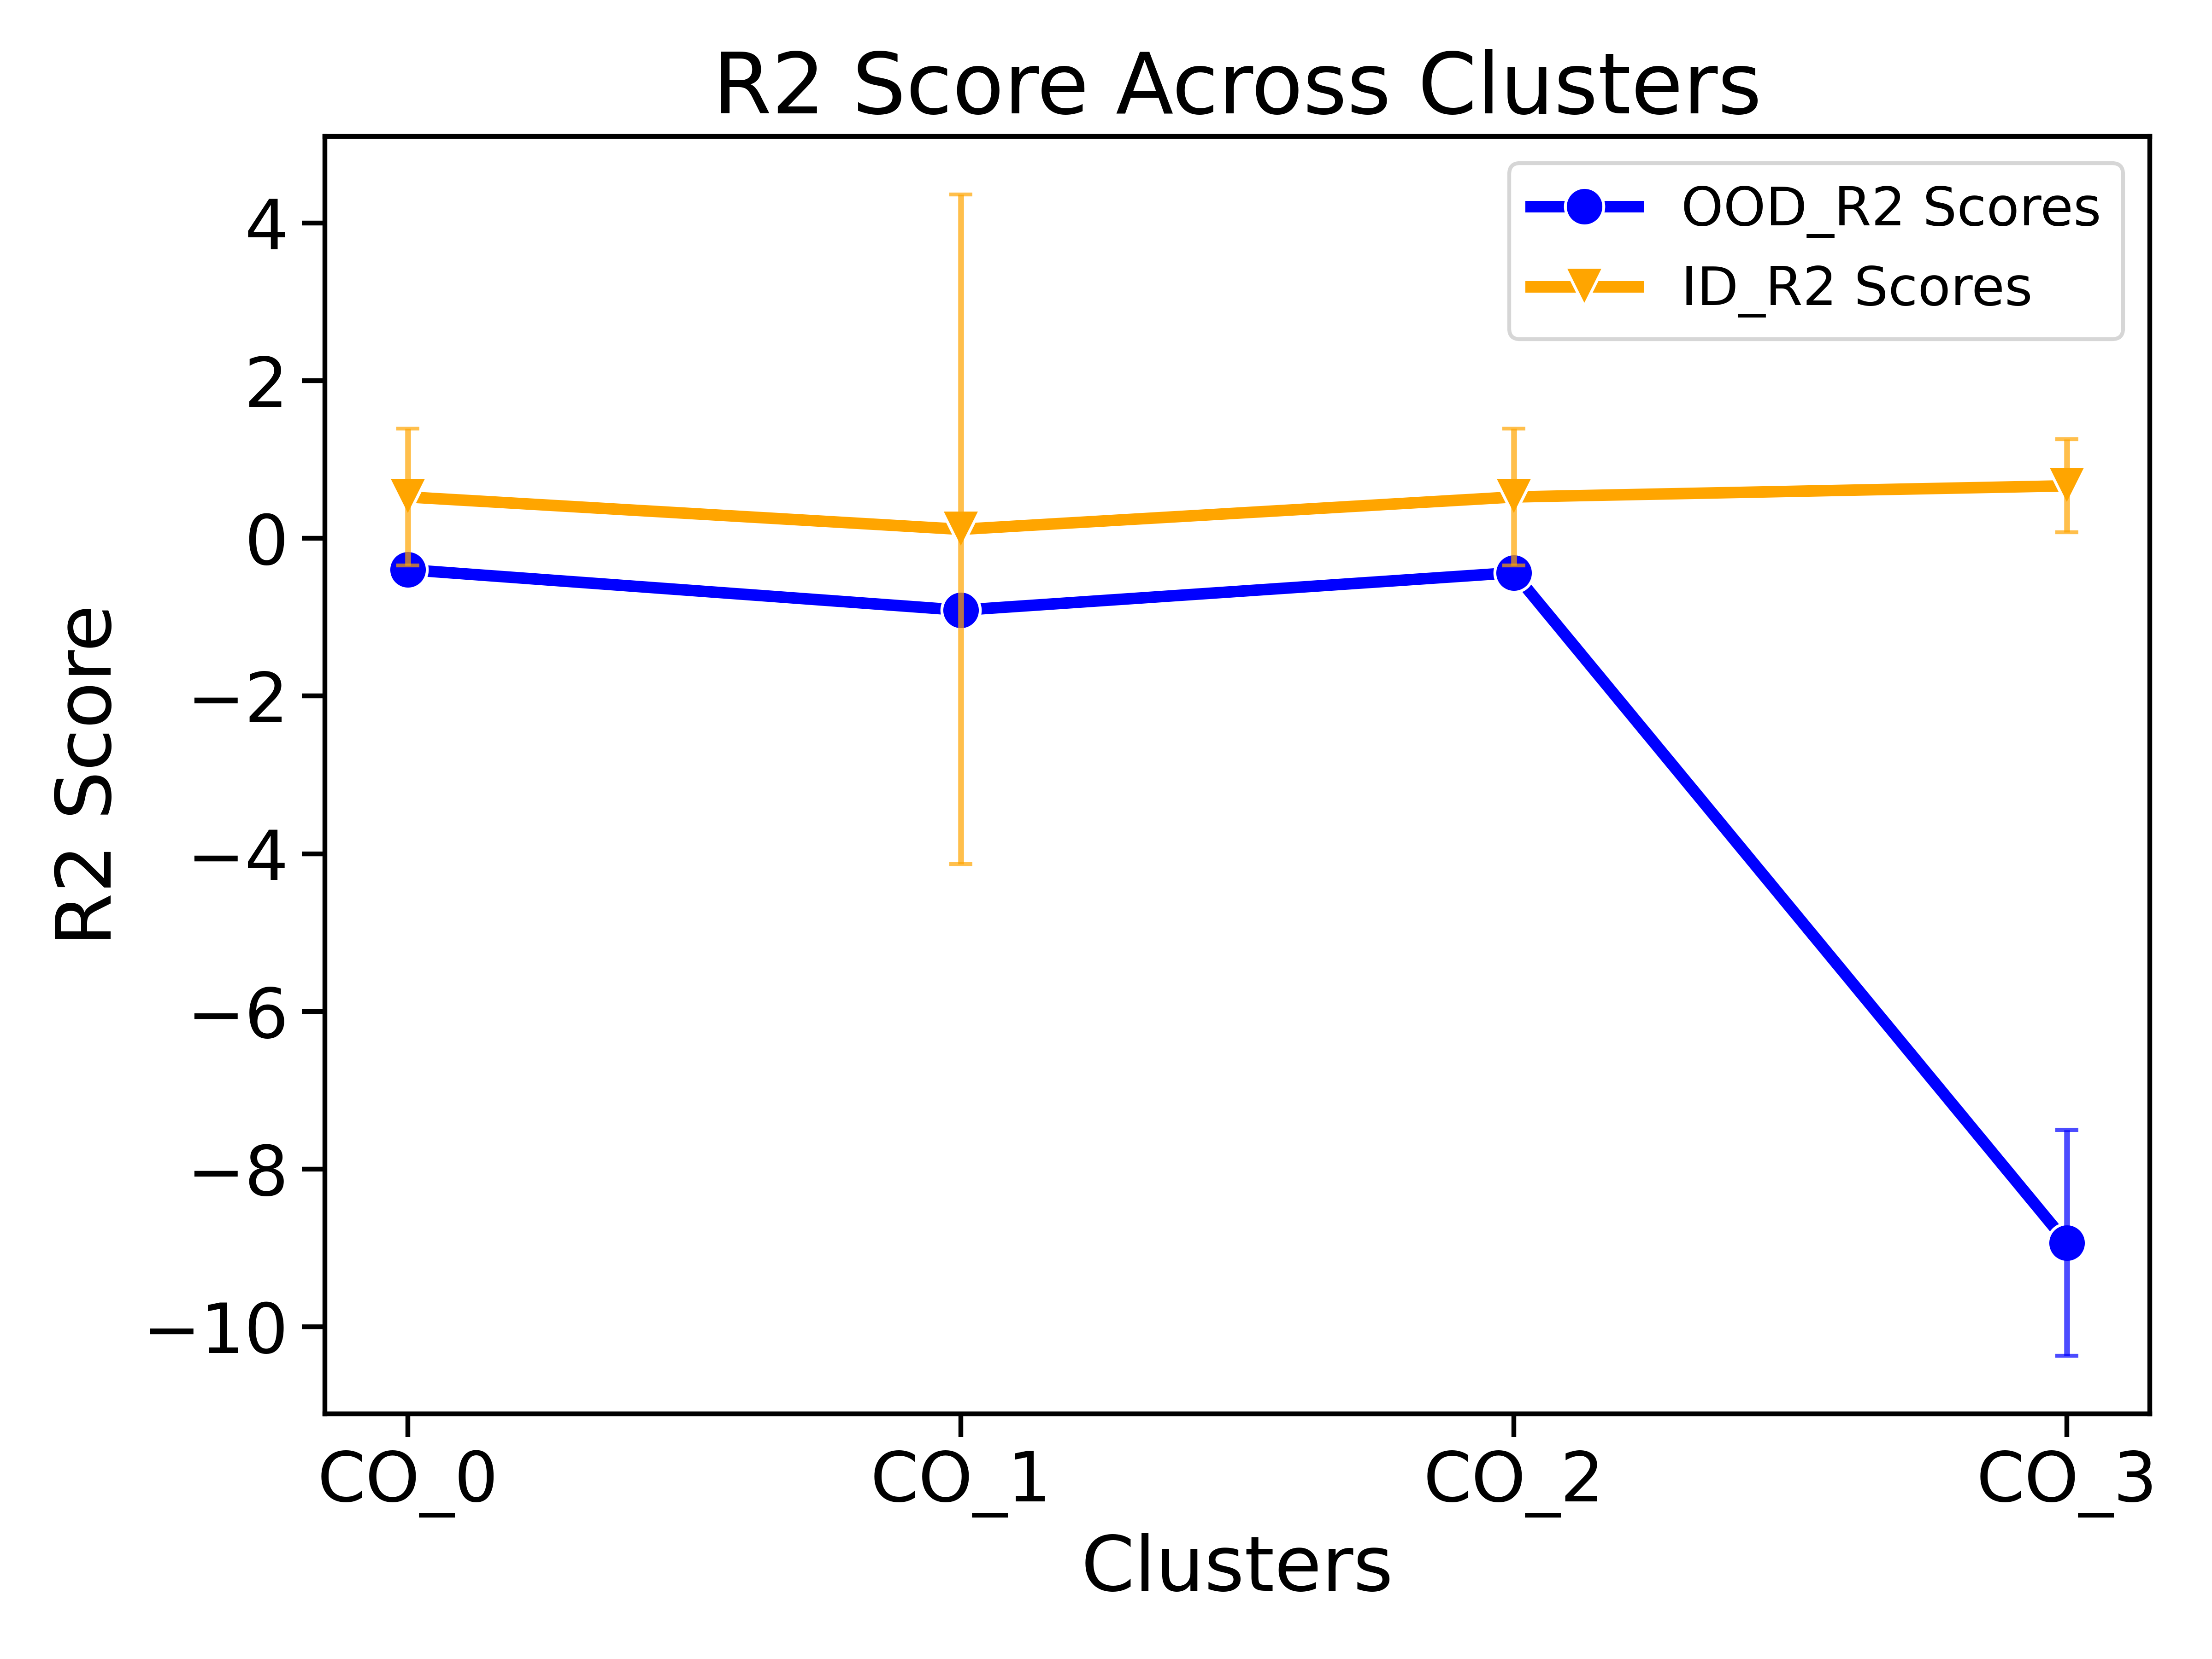 R2 Score Across Clusters
OOD_R2 Scores
ID_R2 Scores
4
2
0
−2
−4
−6
−8
−10
R2 Score
CO_0 CO_1 CO_2 CO_3
Clusters